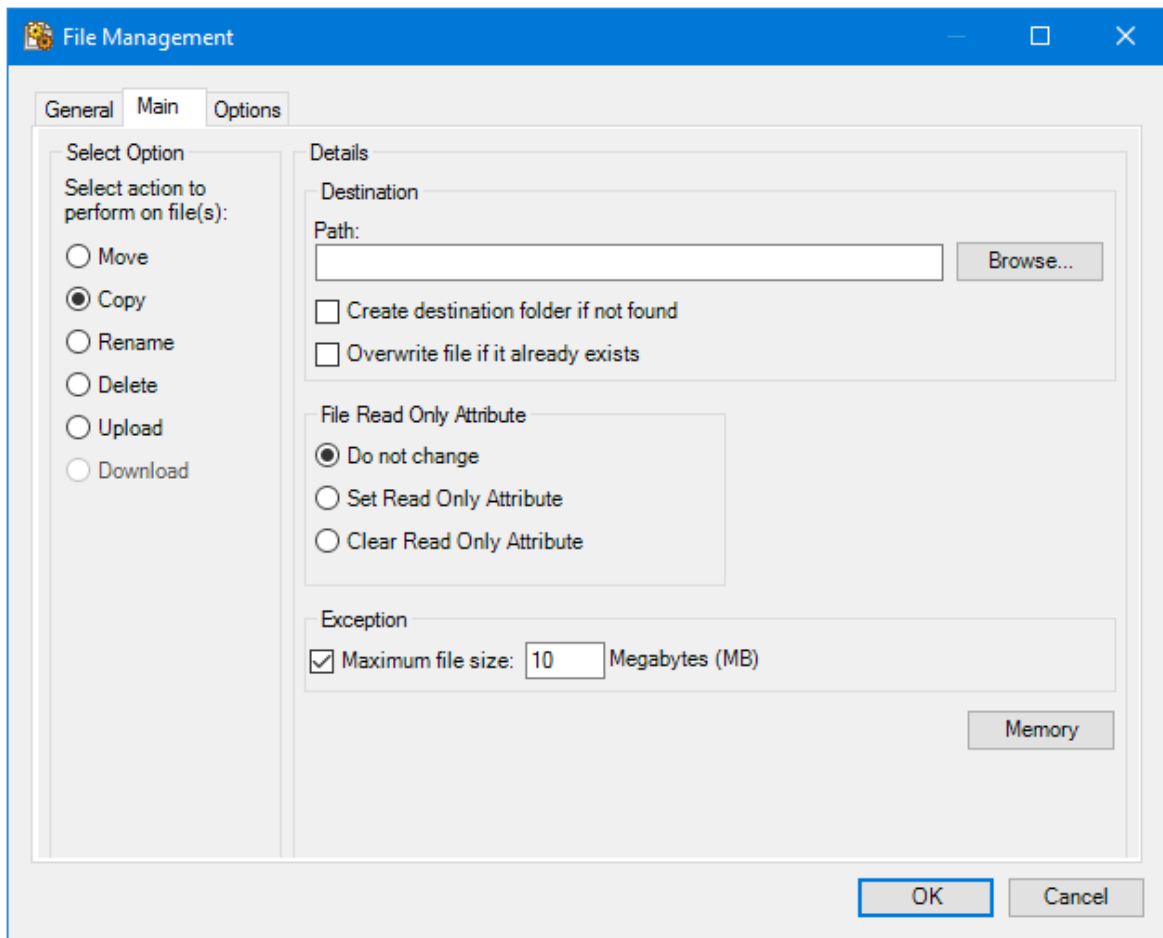 File Management
General Main Options
Select Option
Select action to
perform on file(s):
Move
Copy
Rename
Delete
Upload
Download
Details
Destination
Path:
Browse...
Create destination folder if not found
Overwrite file if it already exists
File Read Only Attribute
Do not change
Set Read Only Attribute
Clear Read Only Attribute
Exception
Maximum file size: 10 Megabytes (MB)
Memory
OK Cancel